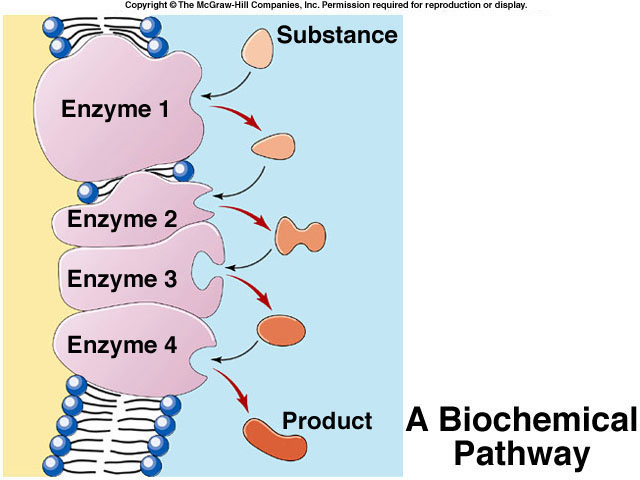 Copyright © The McGraw-Hill Companies, Inc. Permission required for reproduction or display.
Substance
Enzyme 1
Enzyme 2
Enzyme 3
Enzyme 4
Product
A Biochemical
Pathway